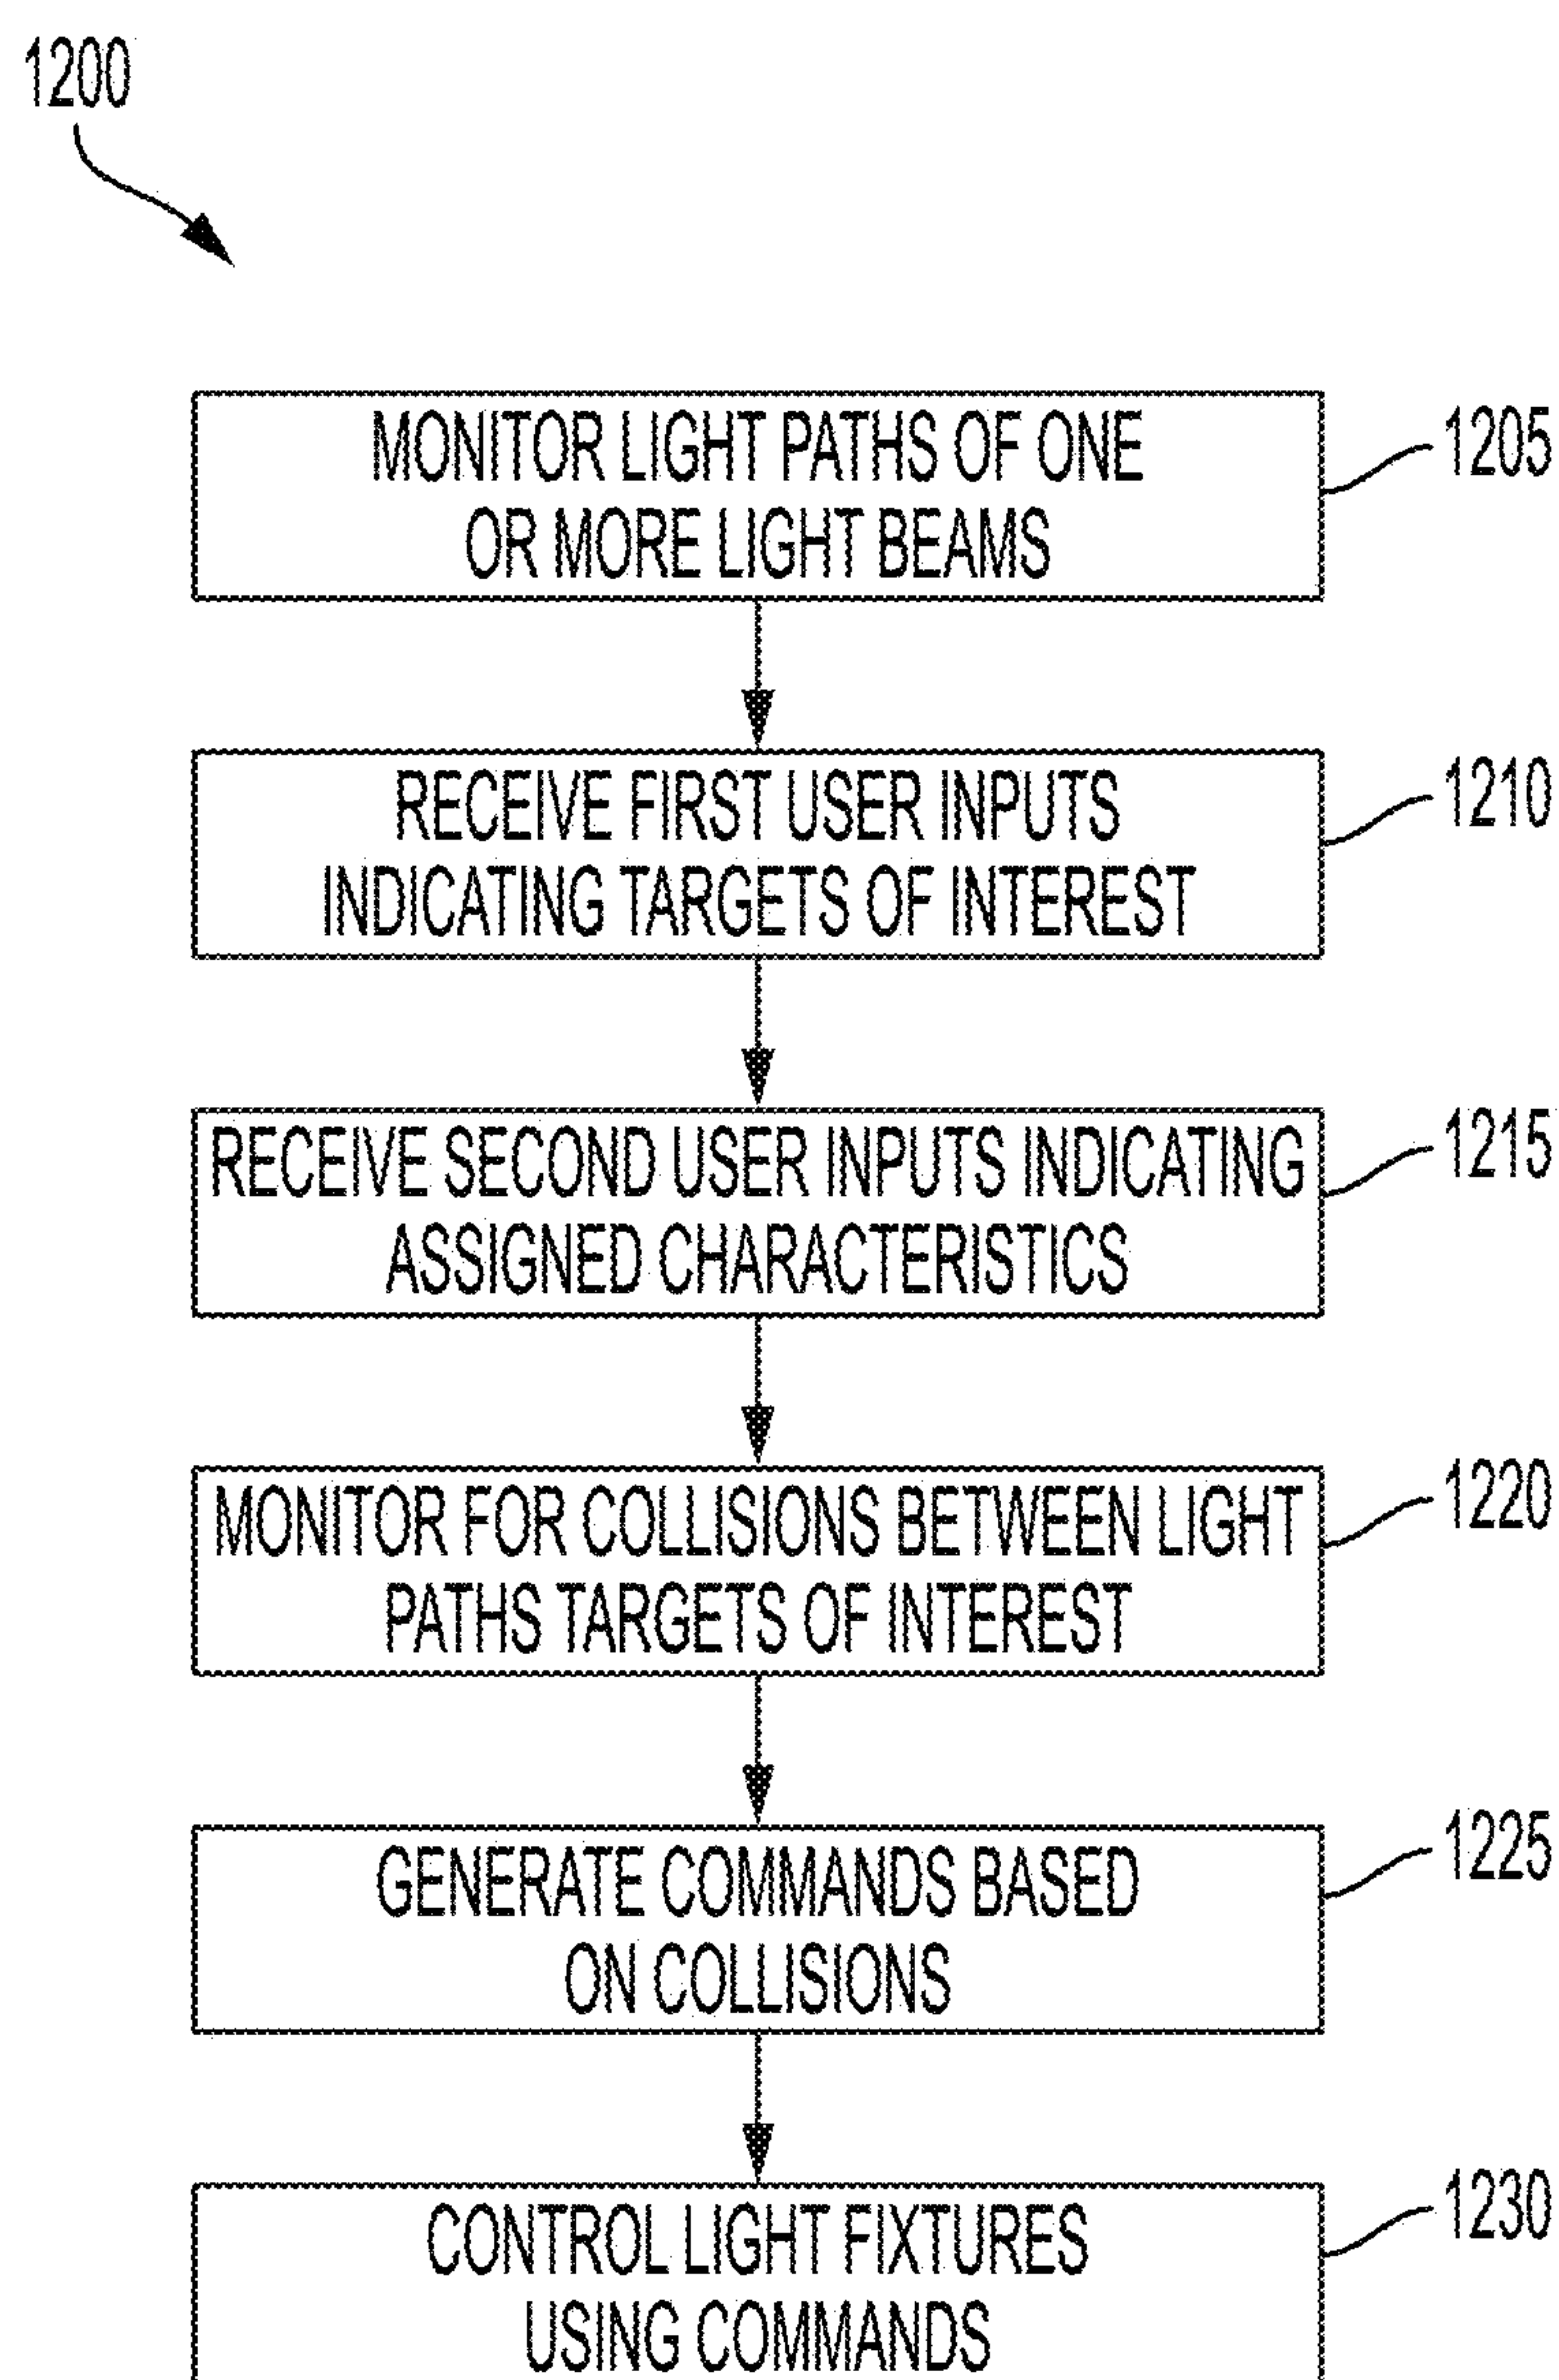 1200
MONITOR LIGHT PATHS OF ONE
OR MORE LIGHT BEAMS
1205
RECEIVE FIRST USER INPUTS
INDICATING TARGETS OF INTEREST
1210
RECEIVE SECOND USER INPUTS INDICATING
ASSIGNED CHARACTERISTICS
1215
MONITOR FOR COLLISIONS BETWEEN LIGHT
PATHS TARGETS OF INTEREST
1220
GENERATE COMMANDS BASED
ON COLLISIONS
1225
CONTROL LIGHT FIXTURES
USING COMMANDS
1230